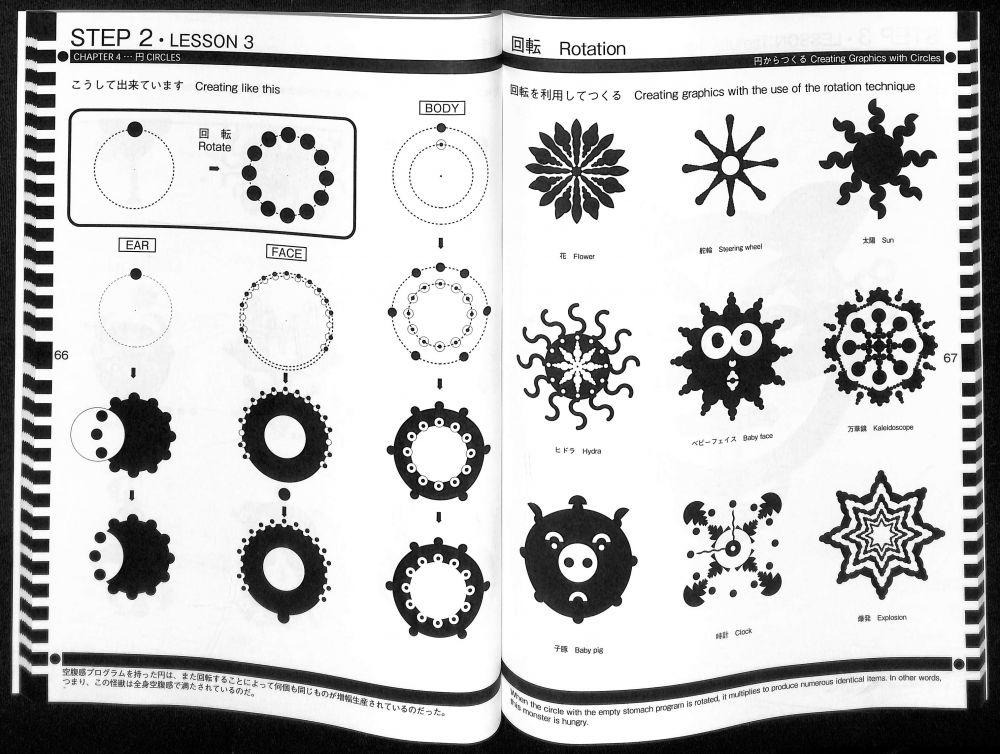 STEP 2・LESSON 3
CHAPTER 4 … 円 CIRCLES
こうして出来ています Creating like this
回 転
Rotate
BODY
EAR
FACE
66
空腹感プログラムを持った円は、また回転することによって何個も同じものが増幅生産されているのだった。
つまり、この怪獣は全身空腹感で満たされているのだ。
回転 Rotation
円からつくる Creating Graphics with Circles
回転を利用してつくる Creating graphics with the use of the rotation technique
花 Flower
舵輪 Steering wheel
太陽 Sun
ヒドラ Hydra
ベビーフェイス Baby face
万華鏡 Kaleidoscope
67
子豚 Baby pig
時計 Clock
爆発 Explosion
When the circle with the empty stomach program is rotated, it multiplies to produce numerous identical items. In other words,
this monster is hungry.